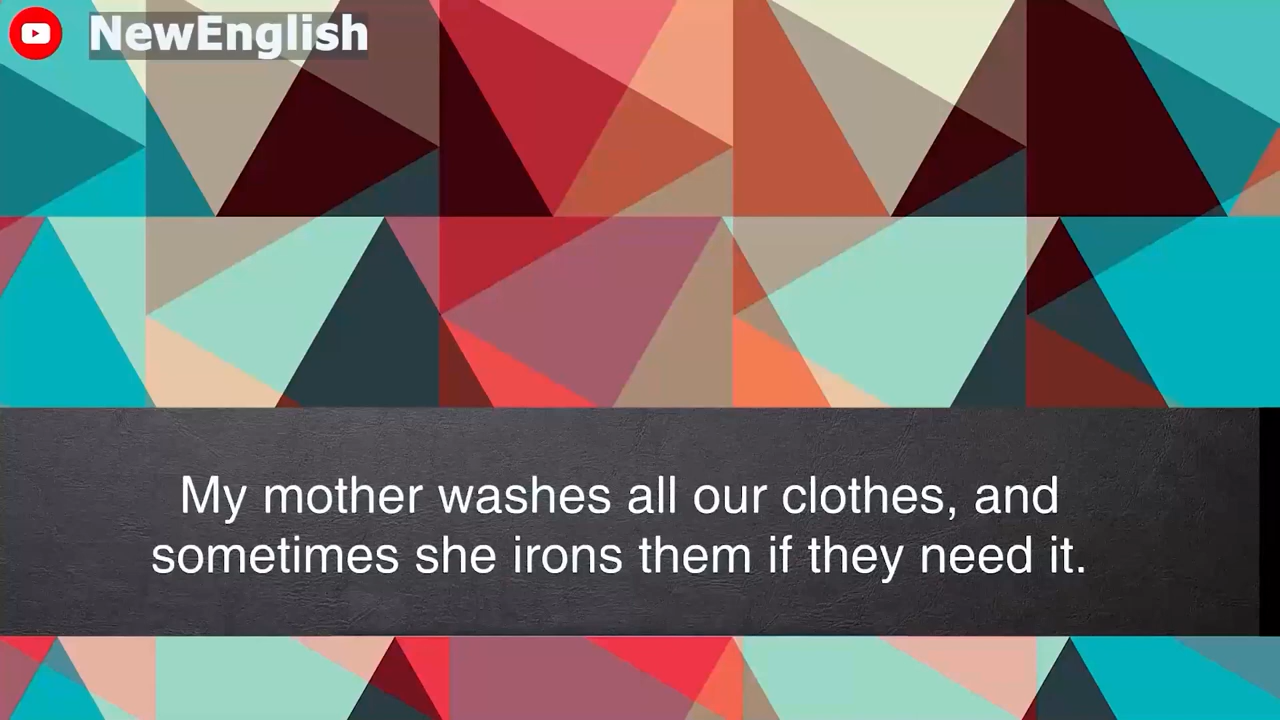 NewEnglish
My mother washes all our clothes, and
sometimes she irons them if they need it.